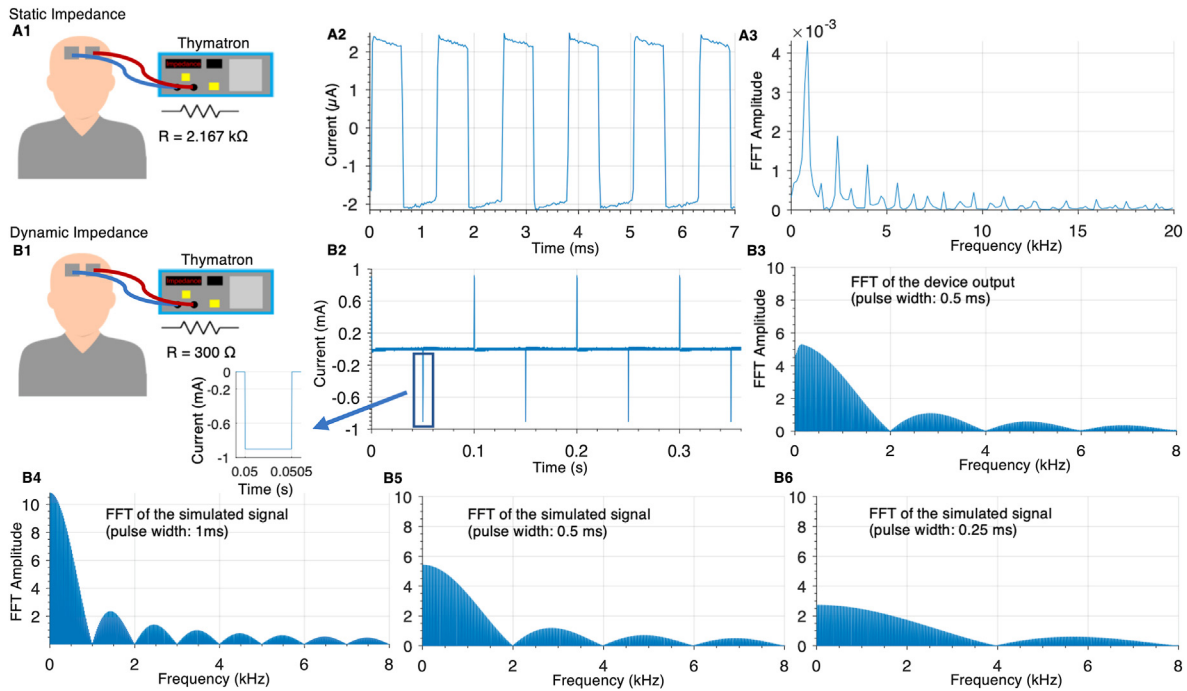 Static Impedance
A1
Thymatron
Impedance
R = 2.167 kΩ
A2
Current (µA)
2
1
0
-1
-2
0 1 2 3 4 5 6 7
Time (ms)
A3
×10⁻³
FFT Amplitude
4
3
2
1
0
0 5 10 15 20
Frequency (kHz)
Dynamic Impedance
B1
Thymatron
Impedance
R = 300 Ω
Current (mA)
0
-0.2
-0.6
-1
0.05 0.0505
Time (s)
B2
Current (mA)
1
0.6
0.2
-0.2
-0.6
-1
0 0.1 0.2 0.3
Time (s)
B3
FFT of the device output
(pulse width: 0.5 ms)
FFT Amplitude
10
8
6
4
2
0
0 2 4 6 8
Frequency (kHz)
B4
FFT of the simulated signal
(pulse width: 1ms)
FFT Amplitude
10
8
6
4
2
0 2 4 6 8
Frequency (kHz)
B5
FFT of the simulated signal
(pulse width: 0.5 ms)
10
8
6
4
2
0
0 2 4 6 8
Frequency (kHz)
B6
FFT of the simulated signal
(pulse width: 0.25 ms)
10
8
6
4
2
0
0 2 4 6 8
Frequency (kHz)